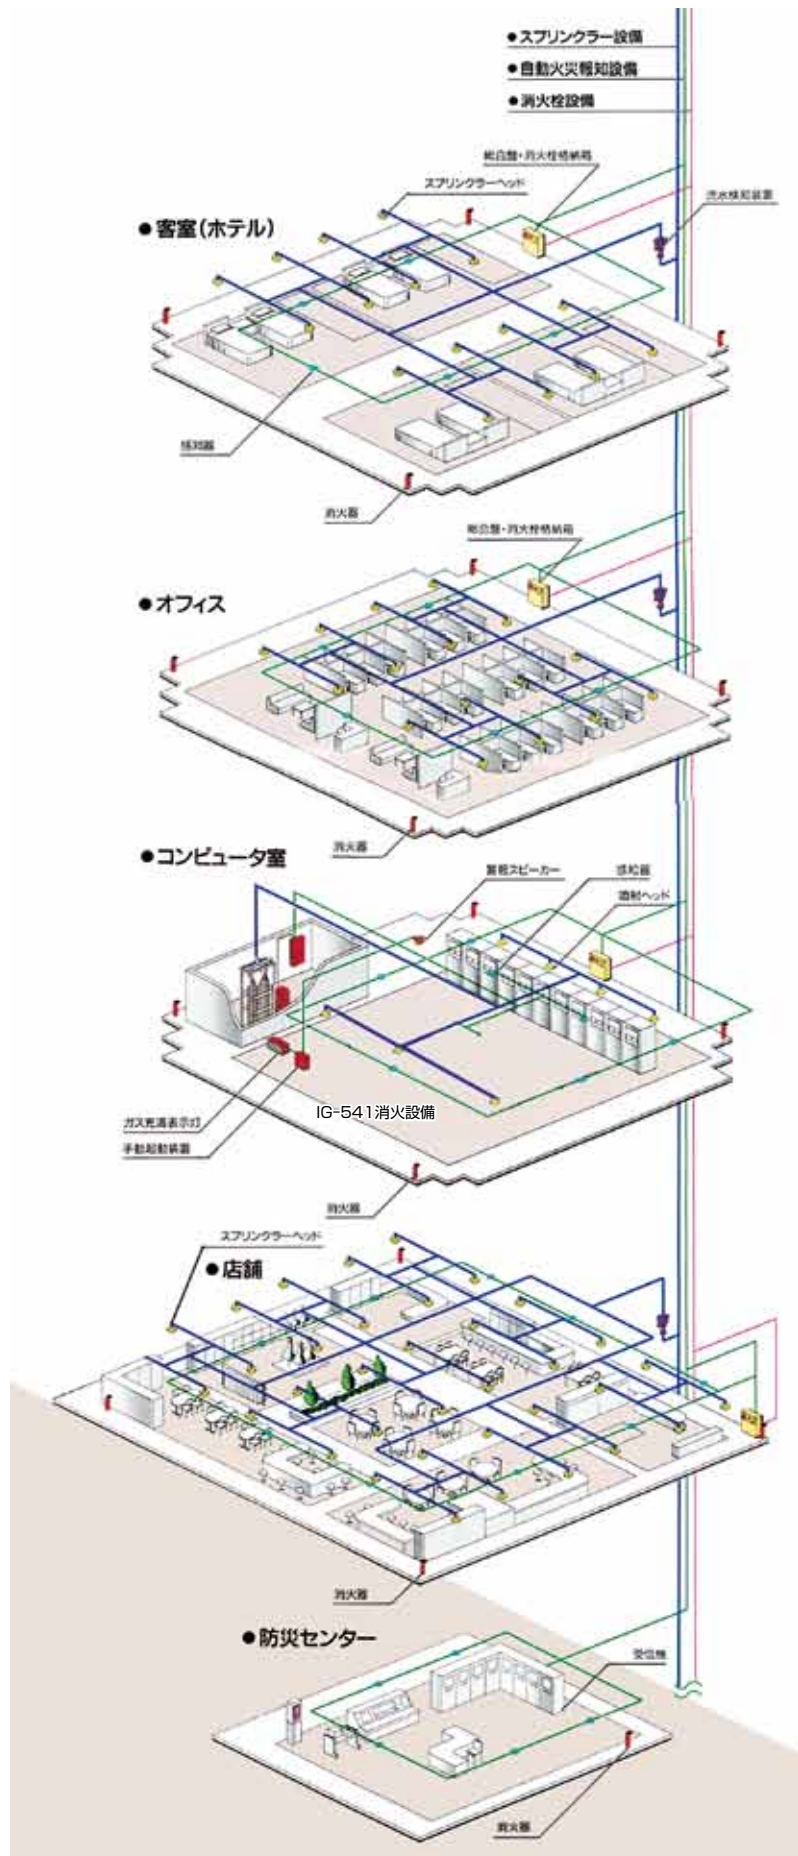 ●スプリンクラー設備
●自動火災報知設備
●消火栓設備
総合盤・消火栓格納箱
スプリンクラーヘッド
流水検知装置
●客室(ホテル)
感知器
消火器
総合盤・消火栓格納箱
●オフィス
消火器
●コンピュータ室
警報スピーカー
感知器
噴射ヘッド
IG-541消火設備
ガス充満表示灯
手動起動装置
消火器
スプリンクラーヘッド
●店舗
消火器
●防災センター
受信機
消火器